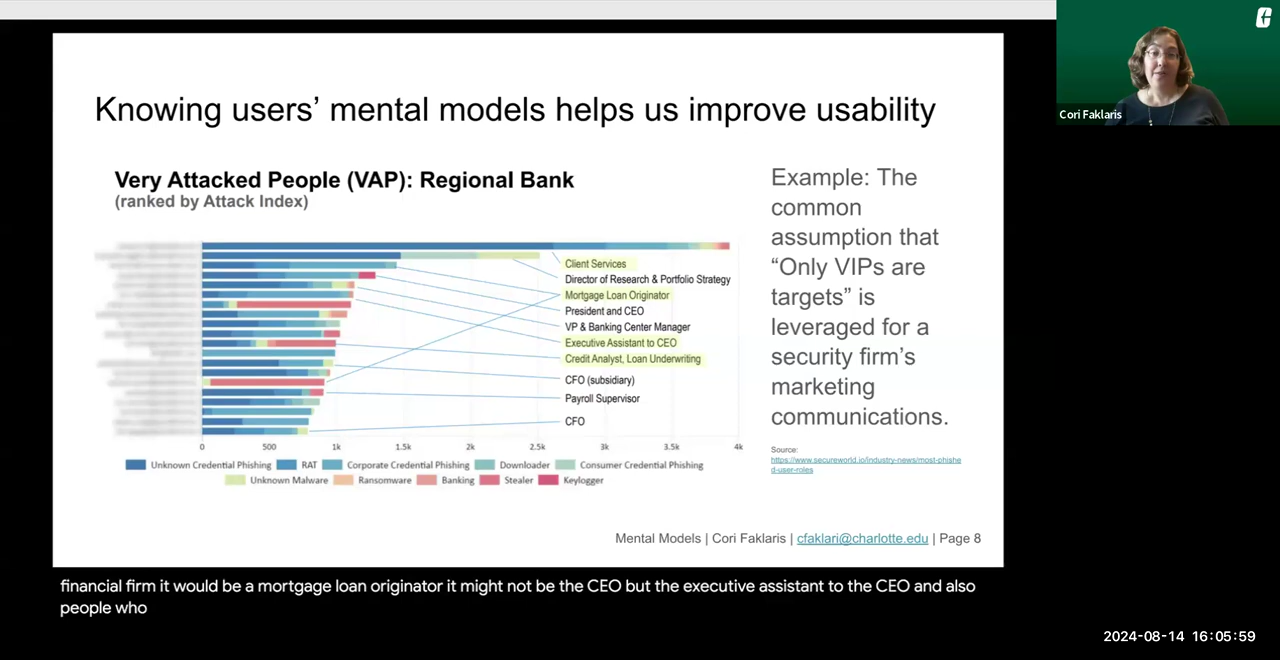 Knowing users’ mental models helps us improve usability
Very Attacked People (VAP): Regional Bank
(ranked by Attack Index)
Client Services
Director of Research & Portfolio Strategy
Mortgage Loan Originator
President and CEO
VP & Banking Center Manager
Executive Assistant to CEO
Credit Analyst, Loan Underwriting
CFO (subsidiary)
Payroll Supervisor
CFO
0 500 1k 1.5k 2k 2.5k 3k 3.5k 4k
Unknown Credential Phishing RAT Corporate Credential Phishing Downloader Consumer Credential Phishing
Unknown Malware Ransomware Banking Stealer Keylogger
Example: The
common
assumption that
“Only VIPs are
targets” is
leveraged for a
security firm’s
marketing
communications.
Source:
https://www.secureworld.io/industry-news/most-phishe
d-user-roles
Mental Models | Cori Faklaris | cfaklari@charlotte.edu | Page 8
Cori Faklaris
financial firm it would be a mortgage loan originator it might not be the CEO but the executive assistant to the CEO and also
people who
2024-08-14 16:05:59